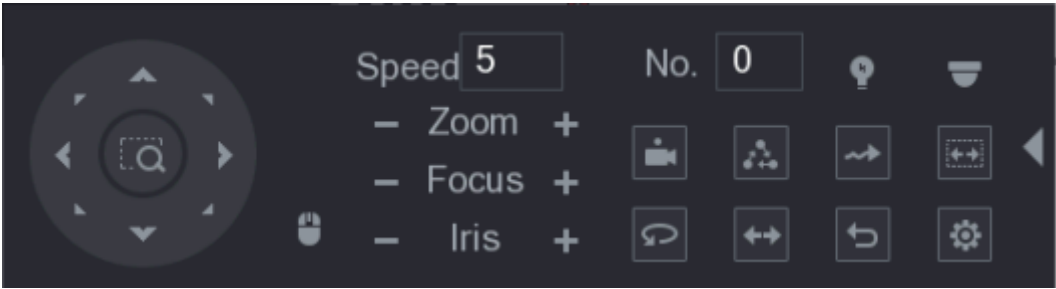 Speed 5
No. 0
- Zoom +
- Focus +
- Iris +